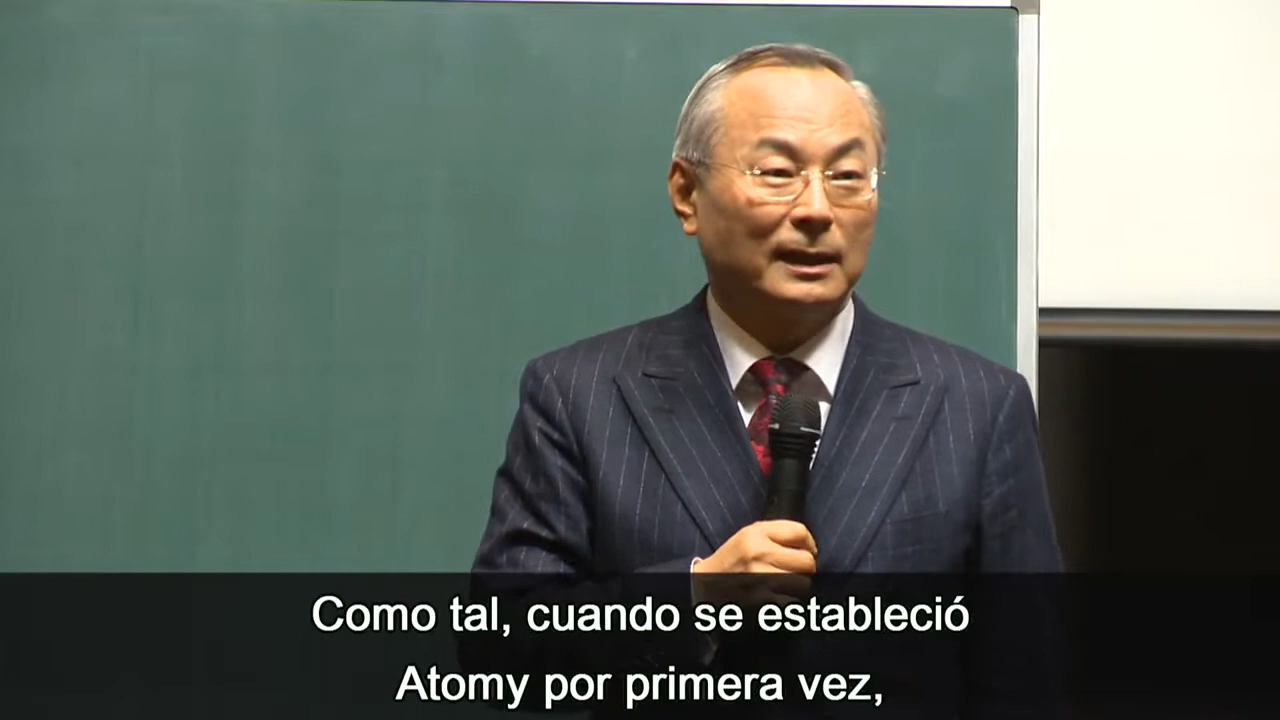 Como tal, cuando se estableció
Atomy por primera vez,